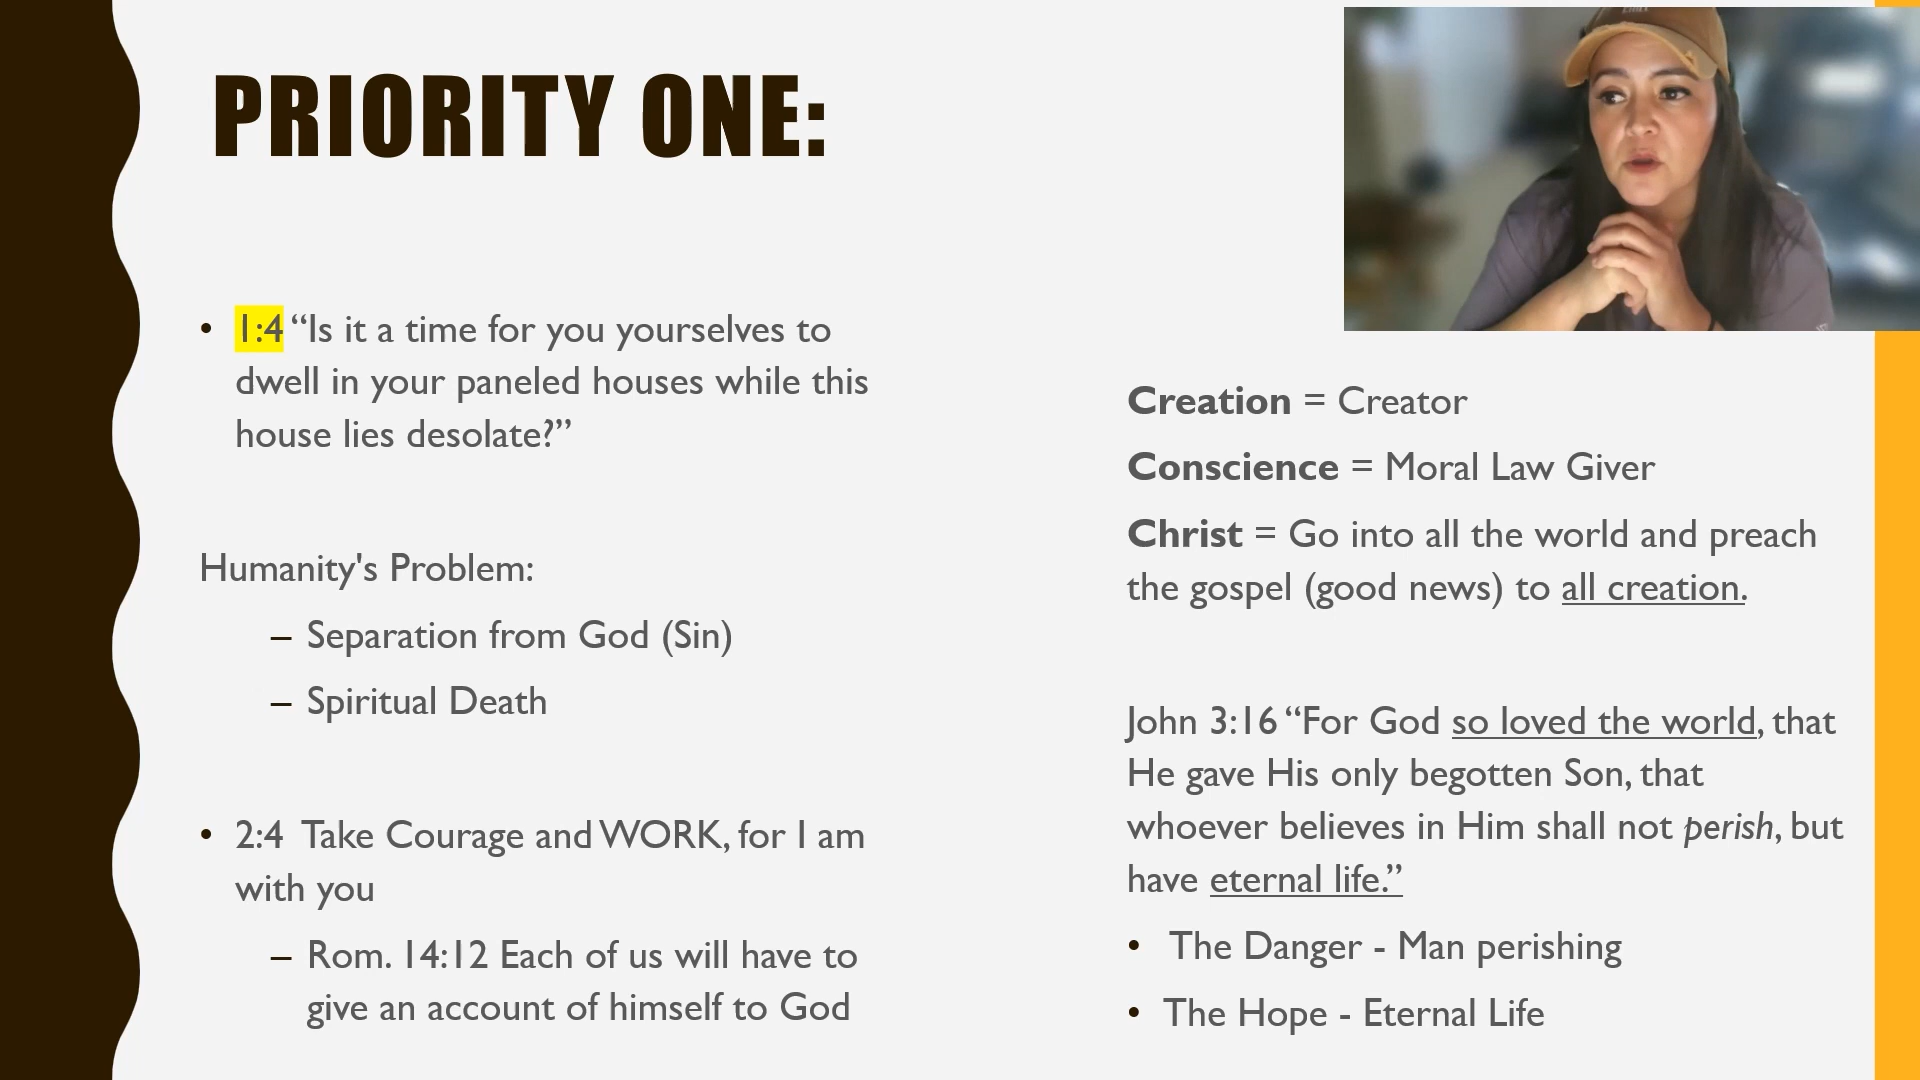 PRIORITY ONE:
• 1:4 “Is it a time for you yourselves to
dwell in your paneled houses while this
house lies desolate?”
Humanity's Problem:
– Separation from God (Sin)
– Spiritual Death
• 2:4 Take Courage and WORK, for I am
with you
– Rom. 14:12 Each of us will have to
give an account of himself to God
Creation = Creator
Conscience = Moral Law Giver
Christ = Go into all the world and preach
the gospel (good news) to all creation.
John 3:16 “For God so loved the world, that
He gave His only begotten Son, that
whoever believes in Him shall not perish, but
have eternal life.”
• The Danger - Man perishing
• The Hope - Eternal Life